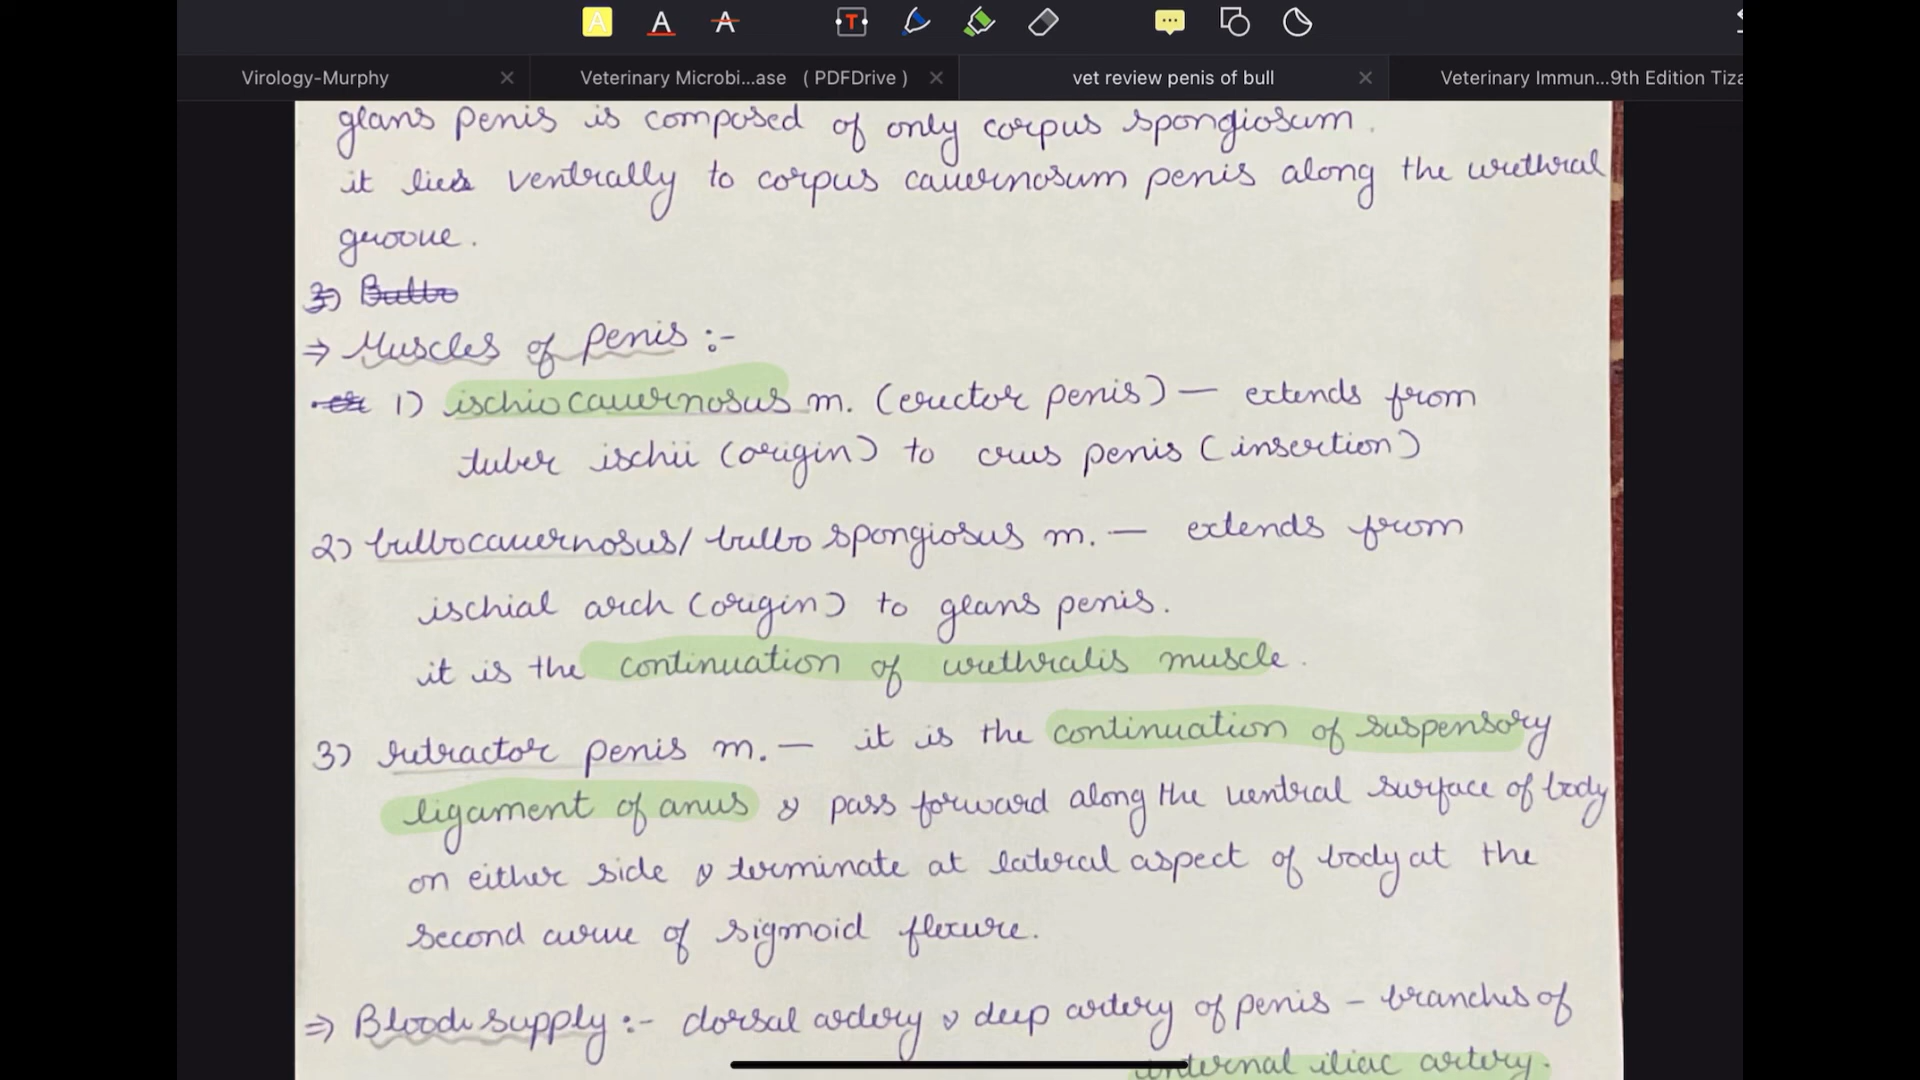 A A A T
Virology-Murphy × Veterinary Microbi...ase ( PDFDrive ) × vet review penis of bull × Veterinary Immun...9th Edition Tiza
glans penis is composed of only corpus spongiosum.
it lies ventrally to corpus cavernosum penis along the urethral
groove.
3) Bulbo
⇒ Muscles of penis :-
1) ischiocavernosus m. (erector penis) — extends from
tuber ischii (origin) to crus penis (insertion)
2) bulbocavernosus/ bulbo spongiosus m. — extends from
ischial arch (origin) to glans penis.
it is the continuation of urethralis muscle.
3) retractor penis m. — it is the continuation of suspensory
ligament of anus & pass forward along the ventral surface of body
on either side & terminate at lateral aspect of body at the
second curve of sigmoid flexure.
⇒ Blood supply :- dorsal artery & deep artery of penis - branches of
internal iliac artery.